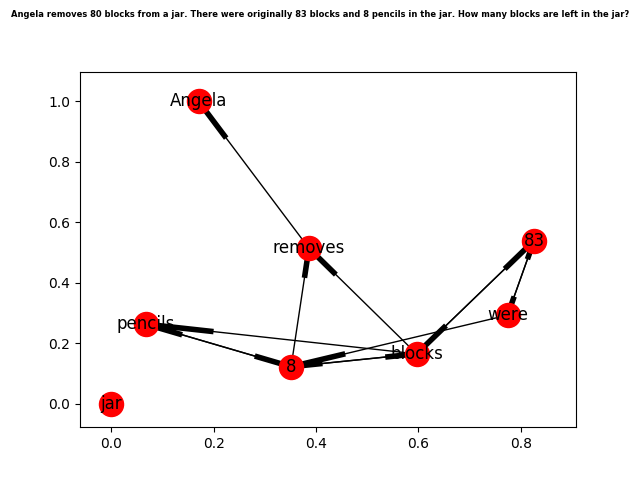 Angela removes 80 blocks from a jar. There were originally 83 blocks and 8 pencils in the jar. How many blocks are left in the jar?
1.0
Angela
0.8
0.6
removes
83
0.4
pencils
were
0.2
blocks
8
0.0
jar
0.0 0.2 0.4 0.6 0.8